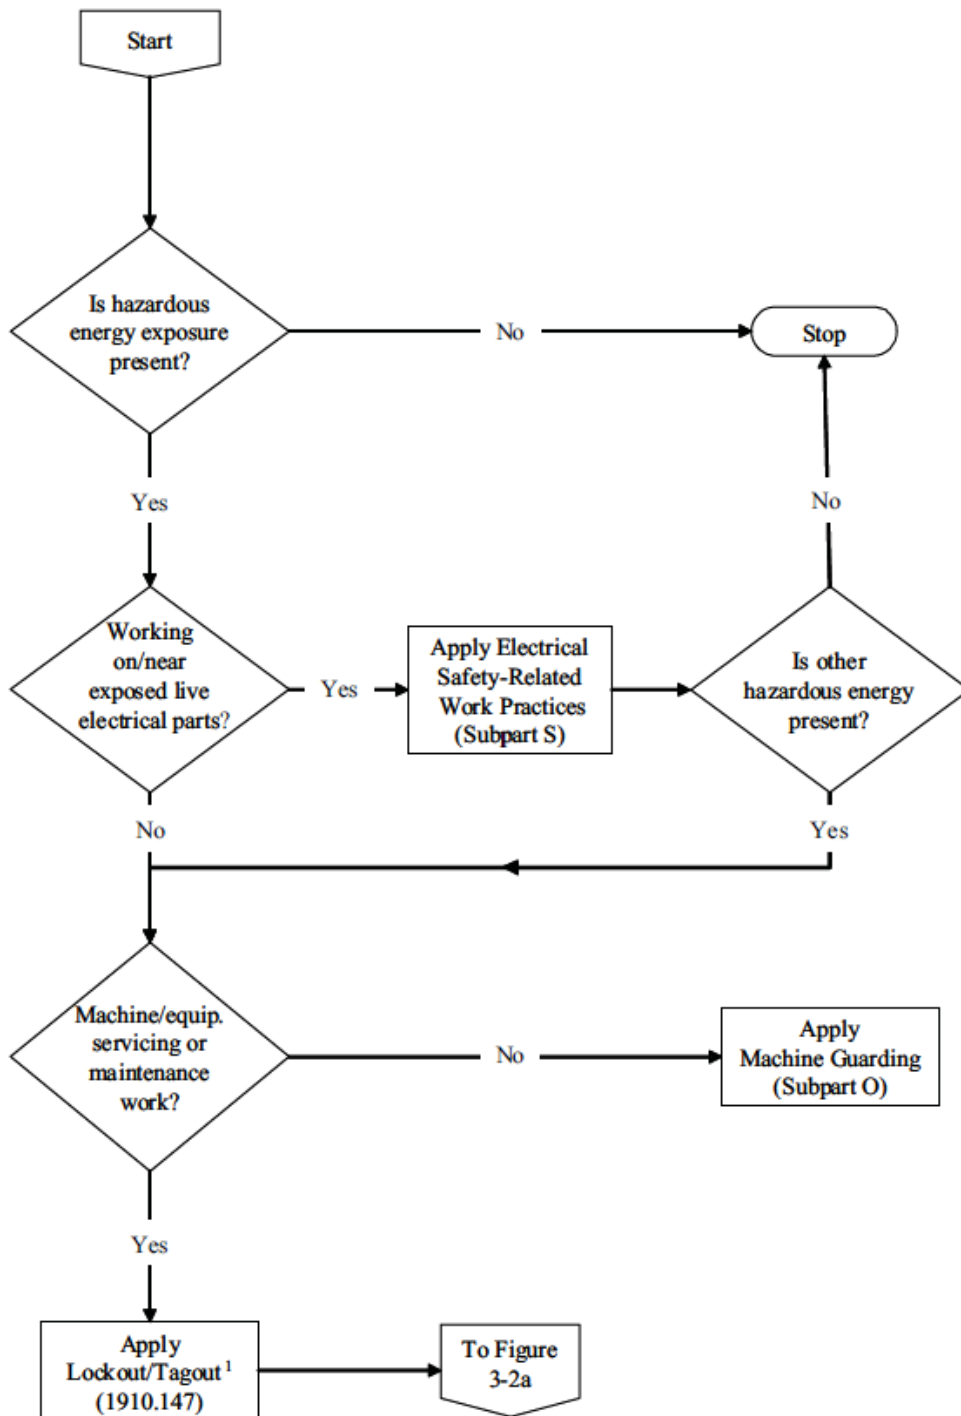 Start
Is hazardous
energy exposure
present?
No
Stop
Yes
No
Working
on/near
exposed live
electrical parts?
Yes
Apply Electrical
Safety-Related
Work Practices
(Subpart S)
Is other
hazardous energy
present?
No
Yes
Machine/equip.
servicing or
maintenance
work?
No
Apply
Machine Guarding
(Subpart O)
Yes
Apply
Lockout/Tagout 1
(1910.147)
To Figure
3-2a